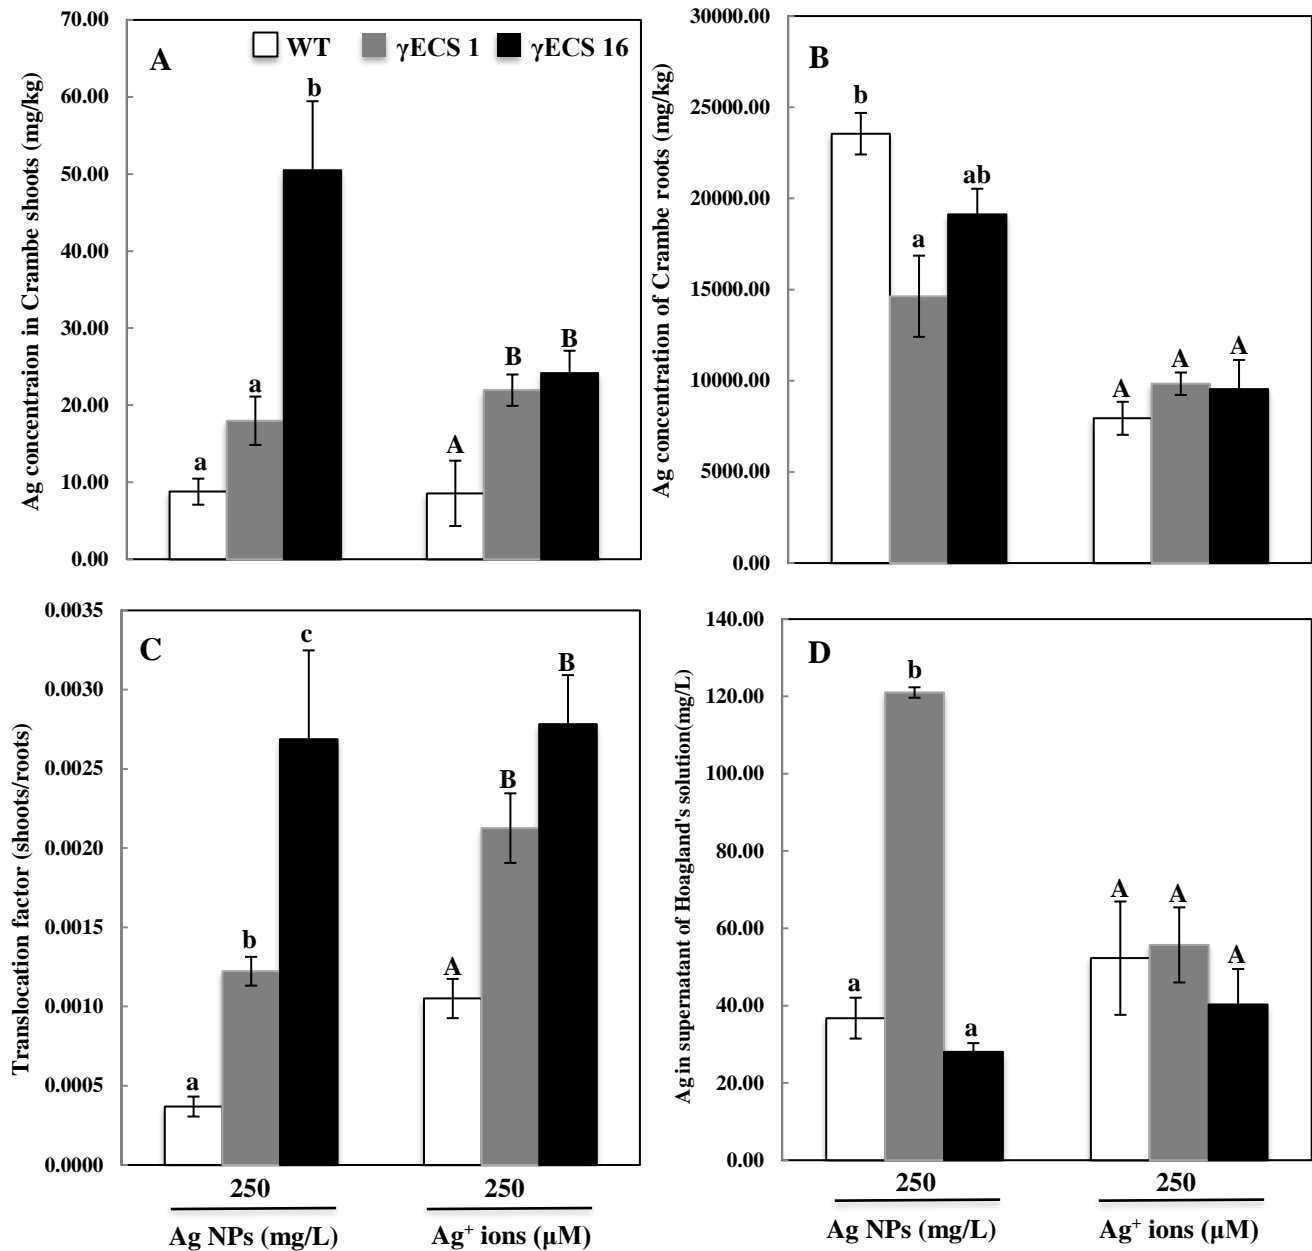 A
WT
γECS 1
γECS 16
Ag concentraion in Crambe shoots (mg/kg)
70.00
60.00
50.00
40.00
30.00
20.00
10.00
0.00
a
a
b
A
B
B
B
Ag concentration of Crambe roots (mg/kg)
30000.00
25000.00
20000.00
15000.00
10000.00
5000.00
0.00
b
a
ab
A
A
A
C
Translocation factor (shoots/roots)
0.0035
0.0030
0.0025
0.0020
0.0015
0.0010
0.0005
0.0000
a
b
c
A
B
B
250
250
Ag NPs (mg/L)
Ag⁺ ions (μM)
D
Ag in supernatant of Hoagland's solution(mg/L)
140.00
120.00
100.00
80.00
60.00
40.00
20.00
0.00
a
b
a
A
A
A
250
250
Ag NPs (mg/L)
Ag⁺ ions (μM)